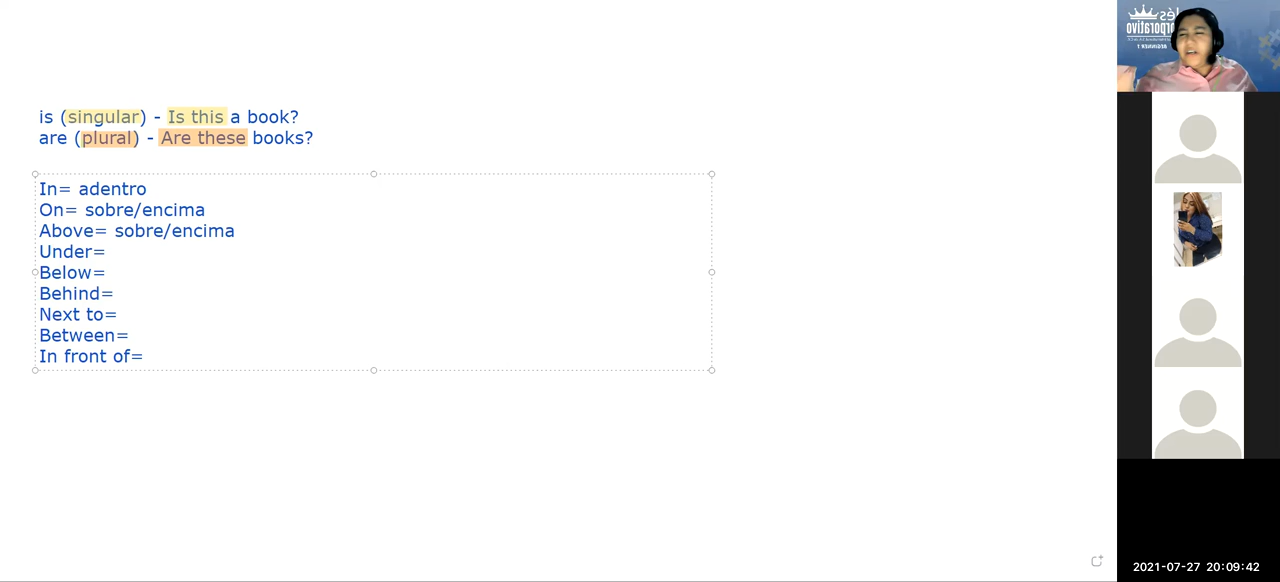 is (singular) - Is this a book?
are (plural) - Are these books?
In= adentro
On= sobre/encima
Above= sobre/encima
Under=
Below=
Behind=
Next to=
Between=
In front of=
2021-07-27 20:09:42